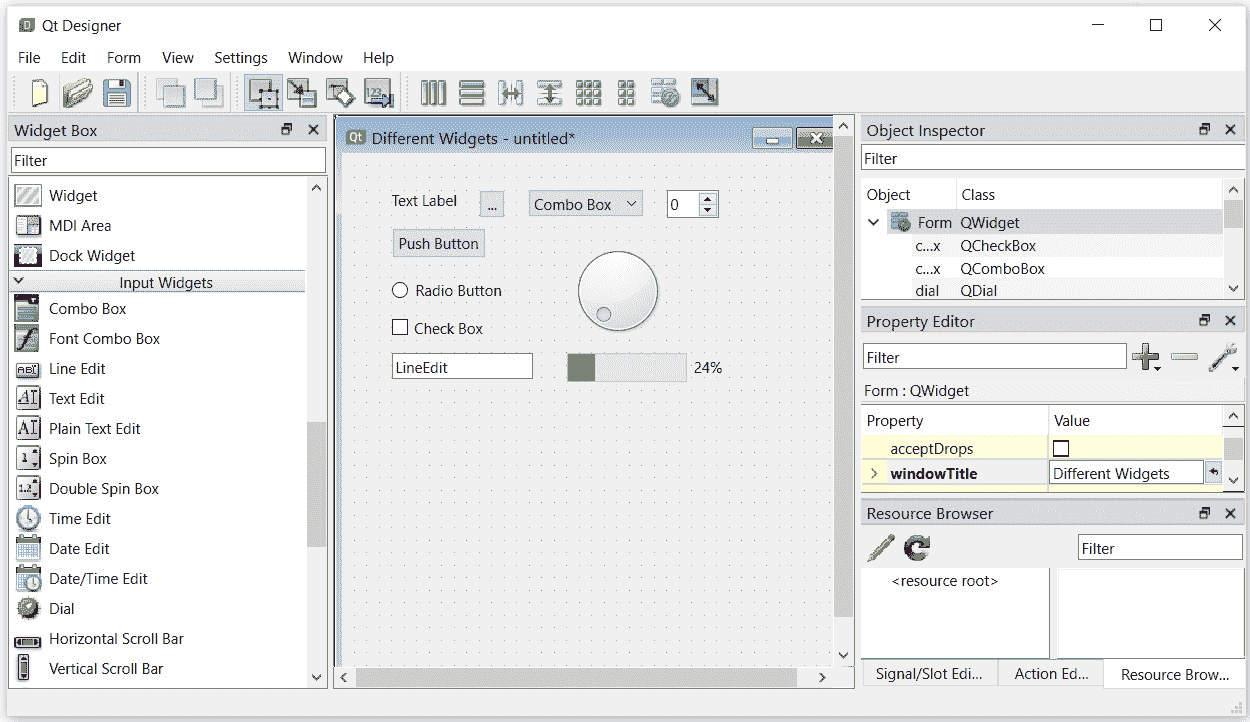 Qt Designer
File Edit Form View Settings Window Help
Widget Box
Filter
Widget
MDI Area
Dock Widget
Input Widgets
Combo Box
Font Combo Box
Line Edit
Text Edit
Plain Text Edit
Spin Box
Double Spin Box
Time Edit
Date Edit
Date/Time Edit
Dial
Horizontal Scroll Bar
Vertical Scroll Bar
Qt Different Widgets - untitled*
Text Label ... Combo Box 0
Push Button
Radio Button
Check Box
LineEdit 24%
Object Inspector
Filter
Object Class
Form QWidget
c...x QCheckBox
c...x QComboBox
dial QDial
Property Editor
Filter
Form : QWidget
Property Value
acceptDrops
windowTitle Different Widgets
Resource Browser
Filter
<resource root>
Signal/Slot Edi... Action Ed... Resource Brow...